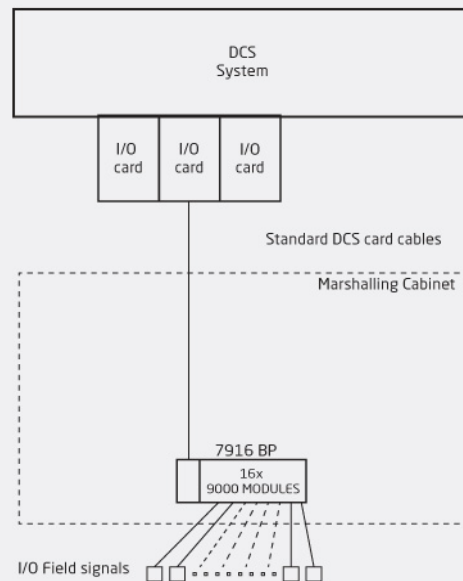 DCS
System
I/O
card
I/O
card
I/O
card
Standard DCS card cables
Marshalling Cabinet
7916 BP
16x
9000 MODULES
I/O Field signals